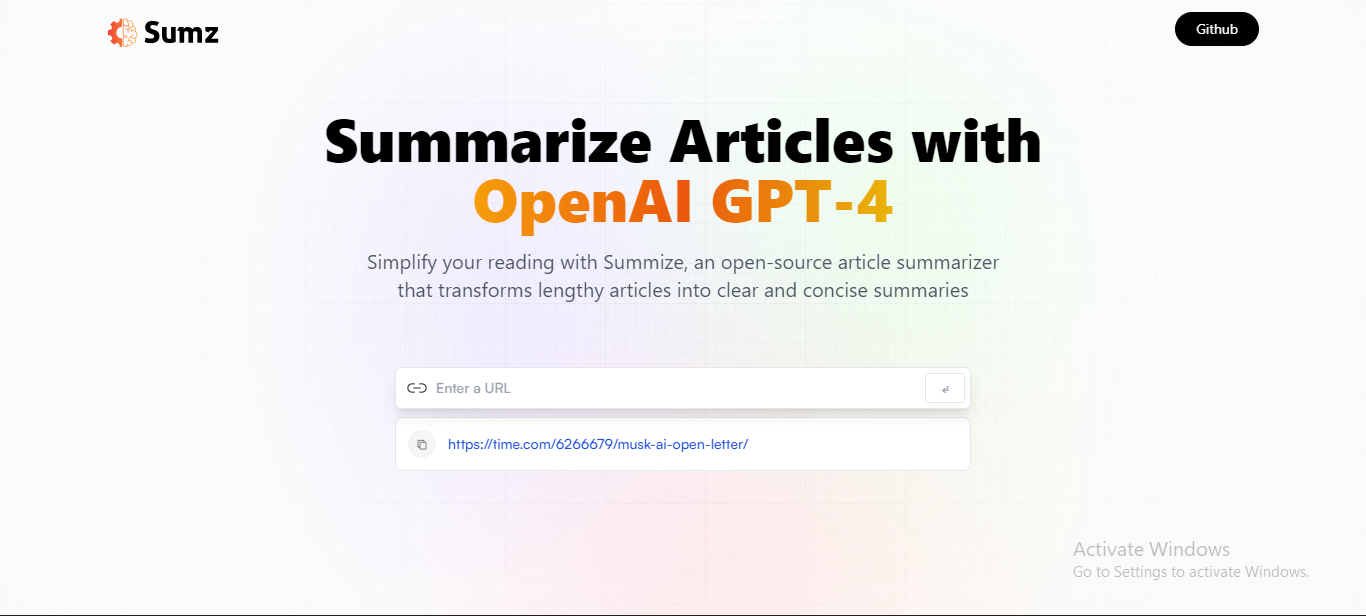 Sumz
Github
Summarize Articles with
OpenAI GPT-4
Simplify your reading with Summize, an open-source article summarizer
that transforms lengthy articles into clear and concise summaries
Enter a URL
https://time.com/6266679/musk-ai-open-letter/
Activate Windows
Go to Settings to activate Windows.